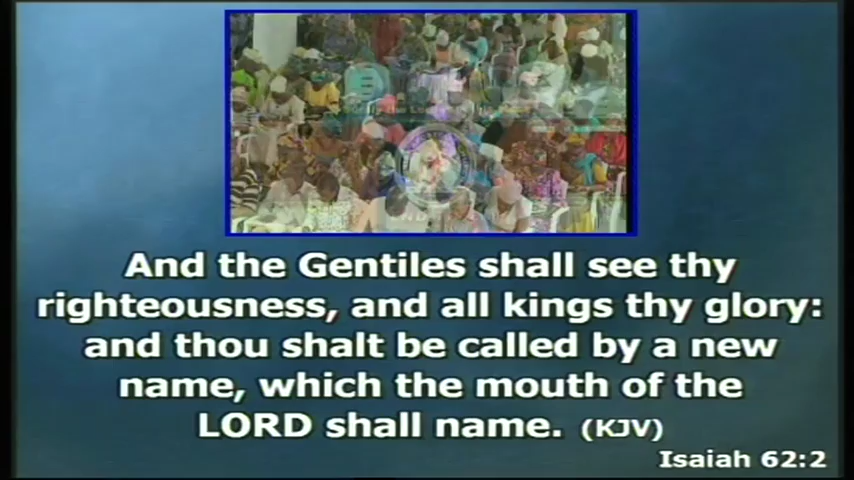 And the Gentiles shall see thy
righteousness, and all kings thy glory:
and thou shalt be called by a new
name, which the mouth of the
LORD shall name. (KJV)
Isaiah 62:2